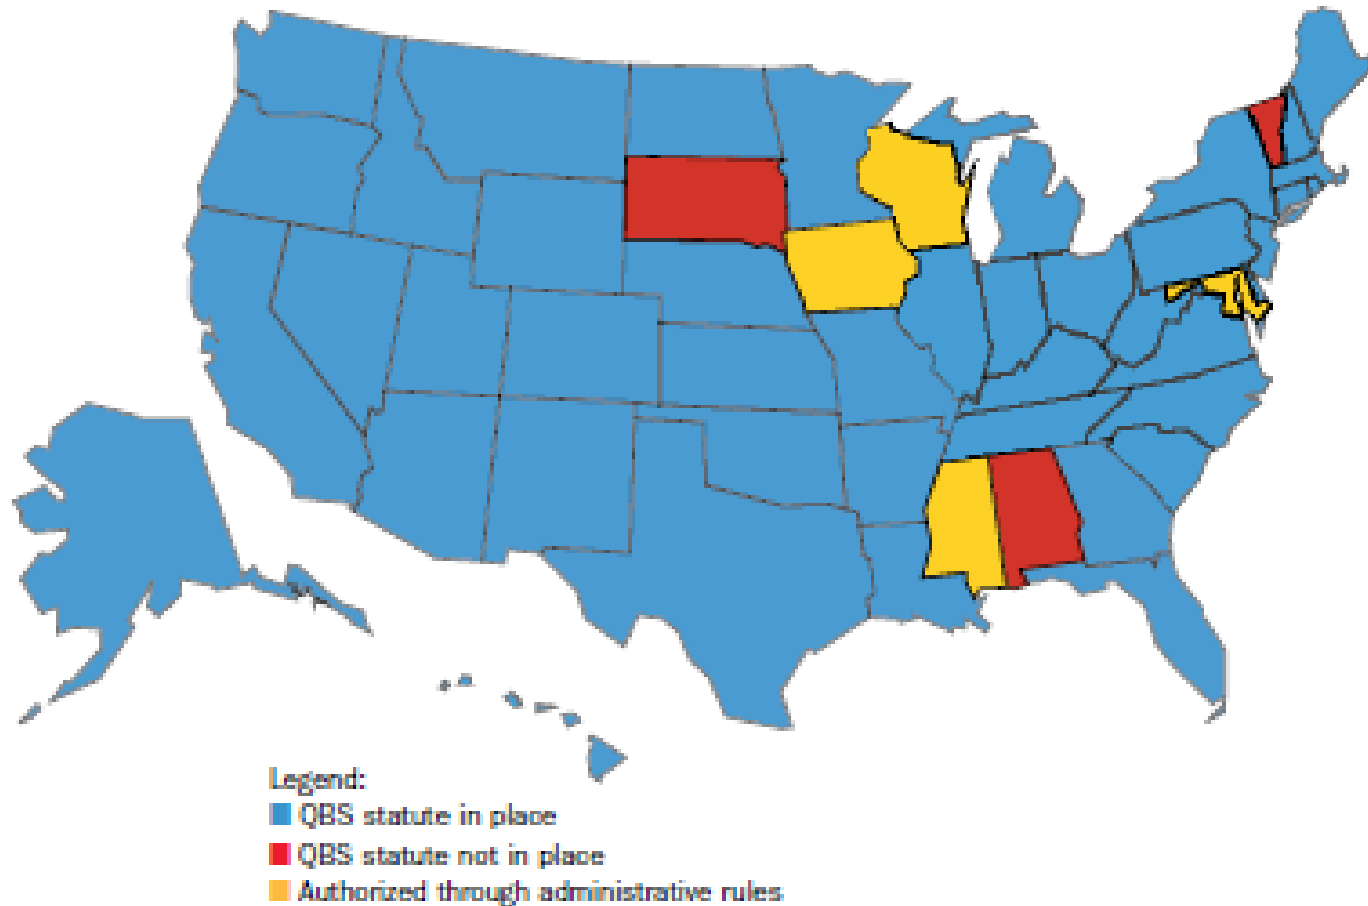 Legend:
QBS statute in place
QBS statute not in place
Authorized through administrative rules